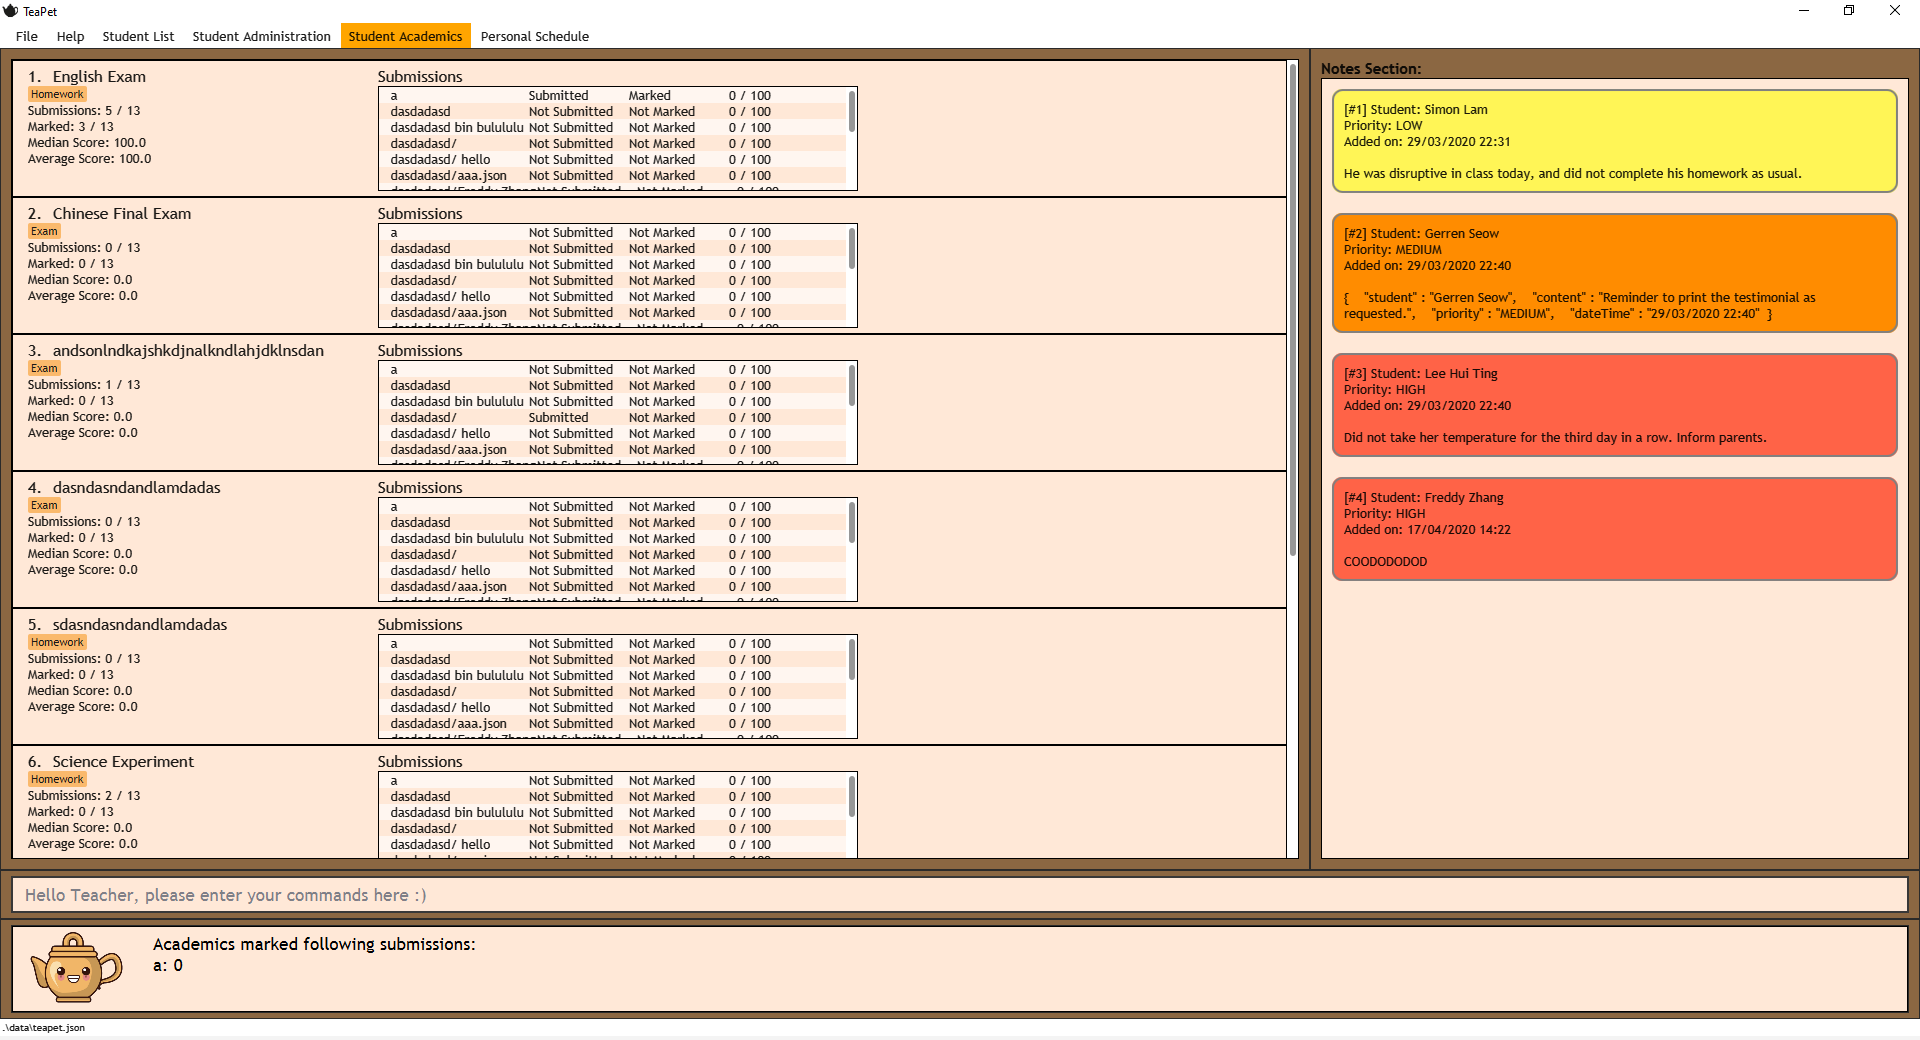 TeaPet
File Help Student List Student Administration Student Academics Personal Schedule
1. English Exam
Homework
Submissions: 5 / 13
Marked: 3 / 13
Median Score: 100.0
Average Score: 100.0
Submissions
a Submitted Marked 0 / 100
dasdadasd Not Submitted Not Marked 0 / 100
dasdadasd bin bulululu Not Submitted Not Marked 0 / 100
dasdadasd/ Not Submitted Not Marked 0 / 100
dasdadasd/ hello Not Submitted Not Marked 0 / 100
dasdadasd/aaa.json Not Submitted Not Marked 0 / 100
2. Chinese Final Exam
Exam
Submissions: 0 / 13
Marked: 0 / 13
Median Score: 0.0
Average Score: 0.0
Submissions
a Not Submitted Not Marked 0 / 100
dasdadasd Not Submitted Not Marked 0 / 100
dasdadasd bin bulululu Not Submitted Not Marked 0 / 100
dasdadasd/ Not Submitted Not Marked 0 / 100
dasdadasd/ hello Not Submitted Not Marked 0 / 100
dasdadasd/aaa.json Not Submitted Not Marked 0 / 100
3. andsonlndkajshkdjnalkndlahjdklnsdan
Exam
Submissions: 1 / 13
Marked: 0 / 13
Median Score: 0.0
Average Score: 0.0
Submissions
a Not Submitted Not Marked 0 / 100
dasdadasd Not Submitted Not Marked 0 / 100
dasdadasd bin bulululu Not Submitted Not Marked 0 / 100
dasdadasd/ Submitted Not Marked 0 / 100
dasdadasd/ hello Not Submitted Not Marked 0 / 100
dasdadasd/aaa.json Not Submitted Not Marked 0 / 100
4. dasndasndandlamdadas
Exam
Submissions: 0 / 13
Marked: 0 / 13
Median Score: 0.0
Average Score: 0.0
Submissions
a Not Submitted Not Marked 0 / 100
dasdadasd Not Submitted Not Marked 0 / 100
dasdadasd bin bulululu Not Submitted Not Marked 0 / 100
dasdadasd/ Not Submitted Not Marked 0 / 100
dasdadasd/ hello Not Submitted Not Marked 0 / 100
dasdadasd/aaa.json Not Submitted Not Marked 0 / 100
5. sdasndasndandlamdadas
Homework
Submissions: 0 / 13
Marked: 0 / 13
Median Score: 0.0
Average Score: 0.0
Submissions
a Not Submitted Not Marked 0 / 100
dasdadasd Not Submitted Not Marked 0 / 100
dasdadasd bin bulululu Not Submitted Not Marked 0 / 100
dasdadasd/ Not Submitted Not Marked 0 / 100
dasdadasd/ hello Not Submitted Not Marked 0 / 100
dasdadasd/aaa.json Not Submitted Not Marked 0 / 100
6. Science Experiment
Homework
Submissions: 2 / 13
Marked: 0 / 13
Median Score: 0.0
Average Score: 0.0
Submissions
a Not Submitted Not Marked 0 / 100
dasdadasd Not Submitted Not Marked 0 / 100
dasdadasd bin bulululu Not Submitted Not Marked 0 / 100
dasdadasd/ Not Submitted Not Marked 0 / 100
dasdadasd/ hello Not Submitted Not Marked 0 / 100
Notes Section:
[#1] Student: Simon Lam
Priority: LOW
Added on: 29/03/2020 22:31
He was disruptive in class today, and did not complete his homework as usual.
[#2] Student: Gerren Seow
Priority: MEDIUM
Added on: 29/03/2020 22:40
{ "student" : "Gerren Seow", "content" : "Reminder to print the testimonial as
requested.", "priority" : "MEDIUM", "dateTime" : "29/03/2020 22:40" }
[#3] Student: Lee Hui Ting
Priority: HIGH
Added on: 29/03/2020 22:40
Did not take her temperature for the third day in a row. Inform parents.
[#4] Student: Freddy Zhang
Priority: HIGH
Added on: 17/04/2020 14:22
COODODODOD
Hello Teacher, please enter your commands here :)
Academics marked following submissions:
a: 0
.\data\teapet.json